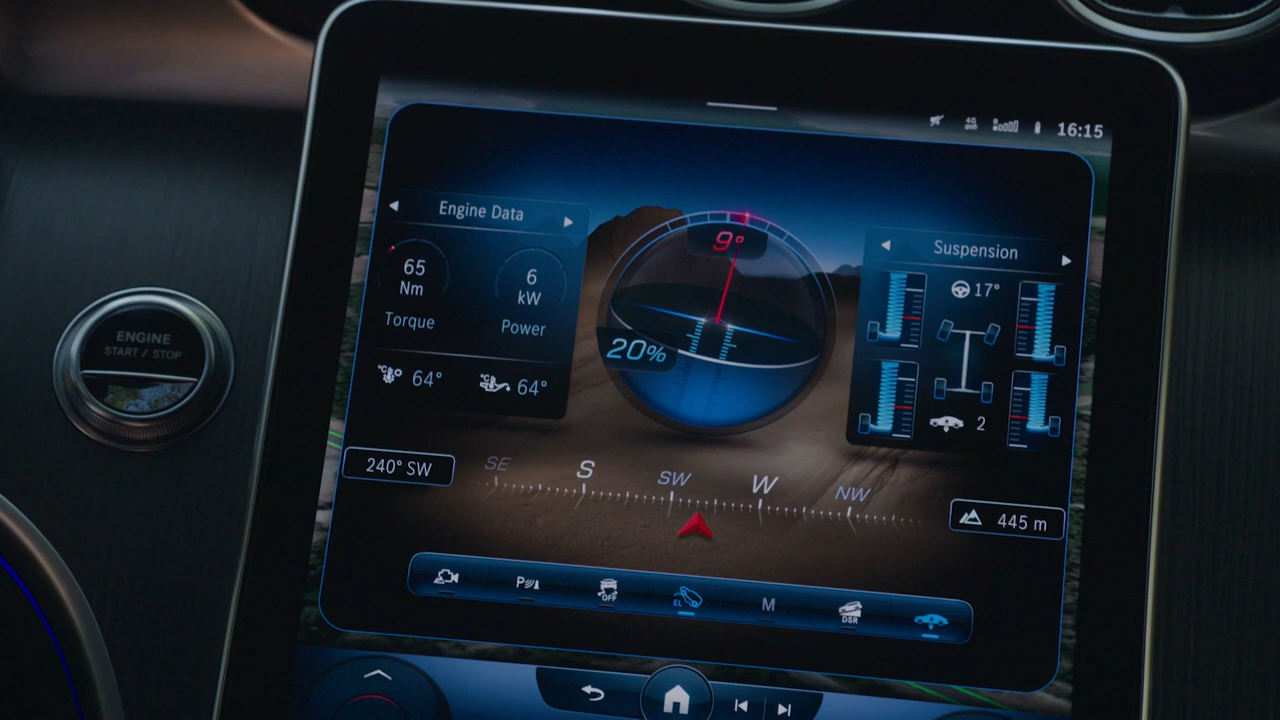 4G
16:15
Engine Data
9°
Suspension
65
Nm
6
kW
17°
Torque
Power
20%
°C
64°
°C
64°
2
240° SW
SE
S
SW
W
NW
445 m
P
OFF
EL
M
DSR
ENGINE
START / STOP